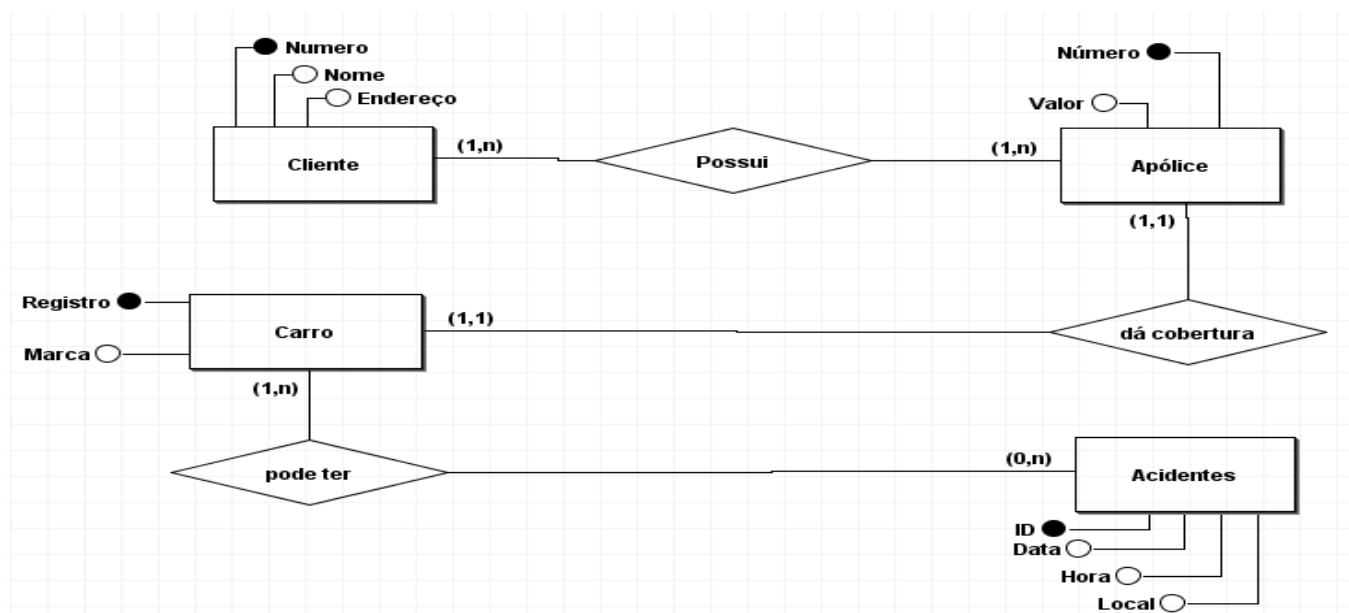 Numero
Nome
Endereço
Cliente
(1,n)
Possui
(1,n)
Número
Valor
Apólice
(1,1)
Registro
Marca
Carro
(1,1)
dá cobertura
(1,n)
pode ter
(0,n)
Acidentes
ID
Data
Hora
Local